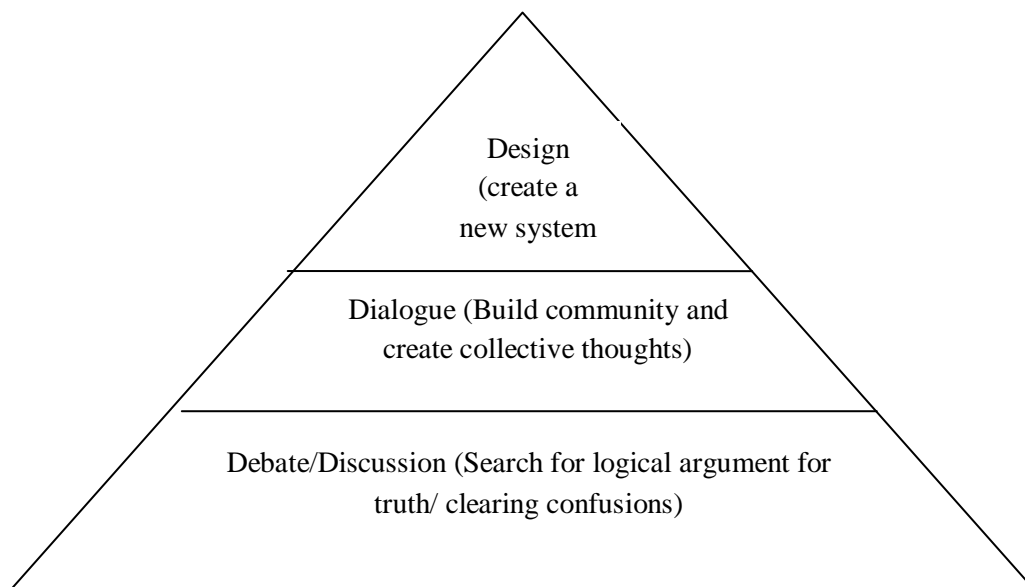 Design
(create a
new system
Dialogue (Build community and
create collective thoughts)
Debate/Discussion (Search for logical argument for
truth/ clearing confusions)